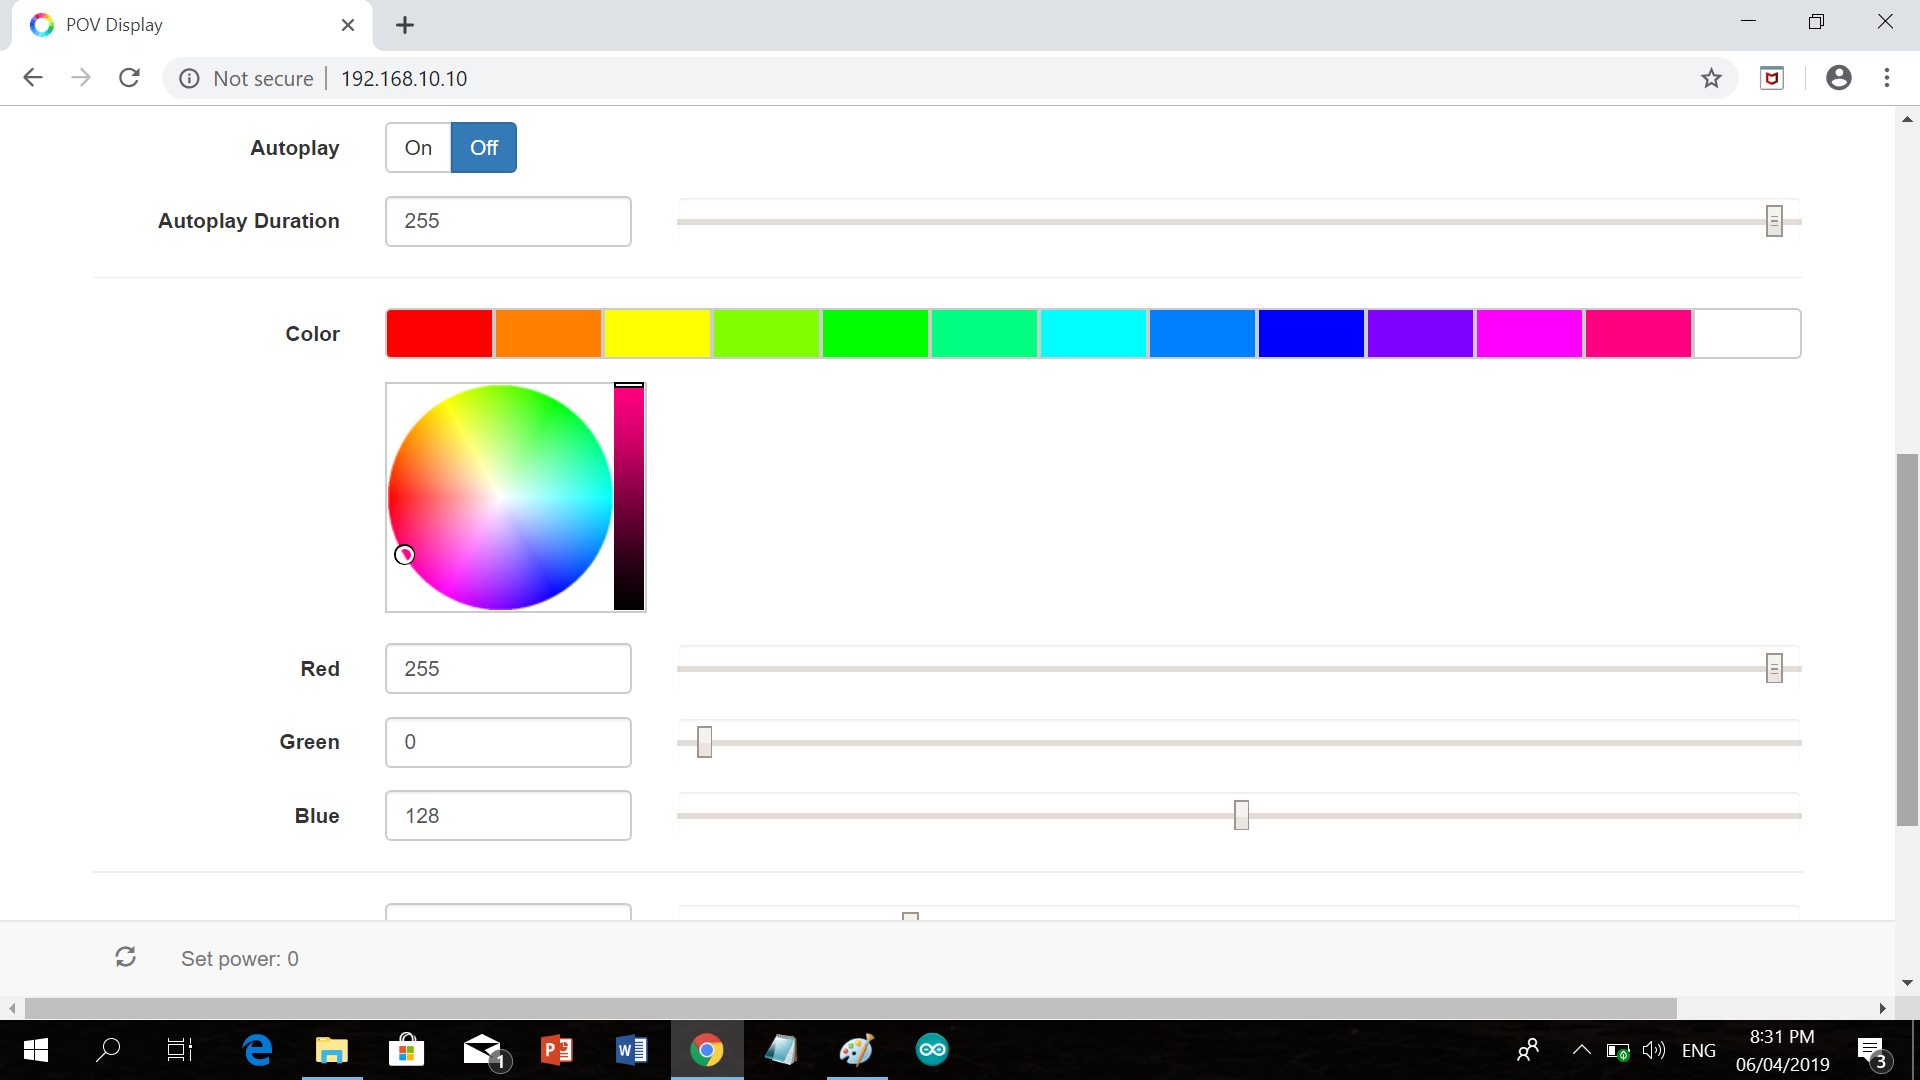 POV Display
Not secure 192.168.10.10
Autoplay On Off
Autoplay Duration 255
Color
Red 255
Green 0
Blue 128
Set power: 0
1
ENG
8:31 PM
06/04/2019
3